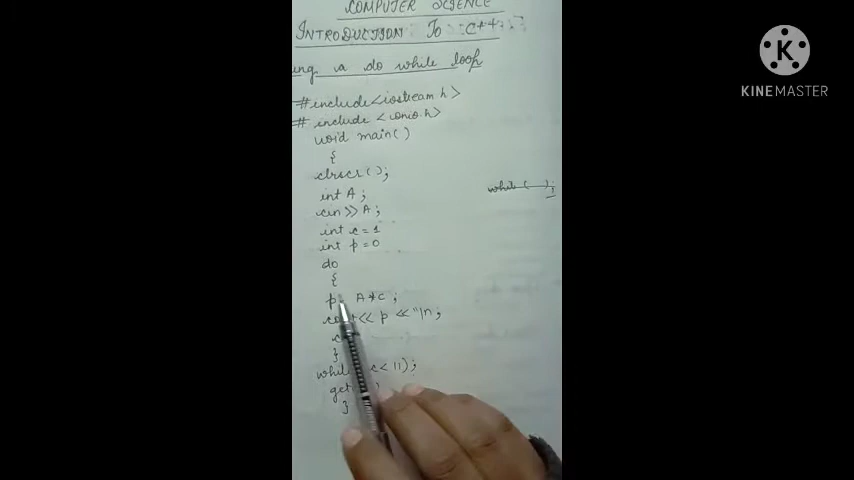 COMPUTER SCIENCE
INTRODUCTION TO C++
a do while loop
#include<iostream.h>
# include <conio.h>
void main()
{
clrscr();
int A;
cin>>A;
int c=1
int p=0
do
{
p A*c;
<< p <<"\n;
}
c<11);
}
while( );
K
KINEMASTER